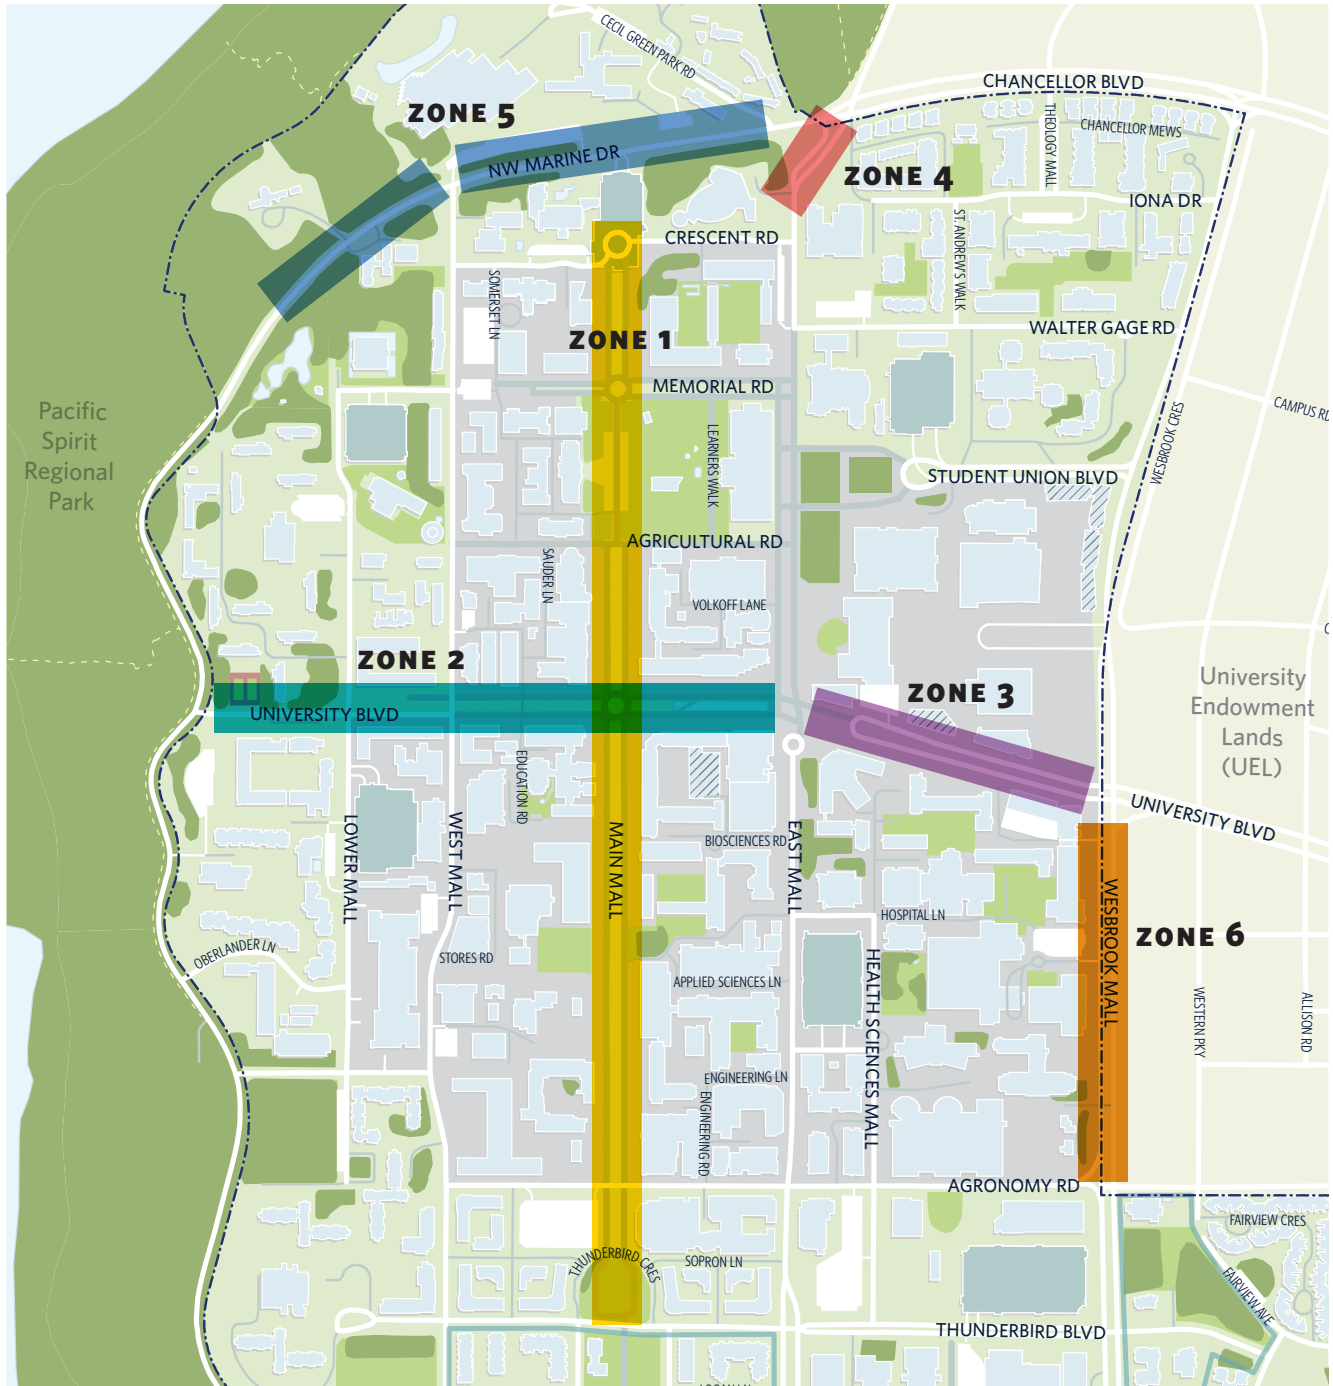 CECIL GREEN PARK RD
CHANCELLOR BLVD
ZONE 5
THEOLOGY MALL
CHANCELLOR MEWS
NW MARINE DR
ZONE 4
IONA DR
ST. ANDREW'S WALK
CRESCENT RD
SOMERSET LN
ZONE 1
WALTER GAGE RD
MEMORIAL RD
Pacific
Spirit
Regional
Park
CAMPUS RD
WESBROOK CRES
LEARNERS WALK
STUDENT UNION BLVD
AGRICULTURAL RD
SAUDER LN
VOLKOFF LANE
ZONE 2
University
Endowment
Lands
(UEL)
ZONE 3
UNIVERSITY BLVD
EDUCATION RD
UNIVERSITY BLVD
LOWER MALL
WEST MALL
MAIN MALL
BIOSCIENCES RD
EAST MALL
WESBROOK MALL
HOSPITAL LN
ZONE 6
OBERLANDER LN
STORES RD
APPLIED SCIENCES LN
HEALTH SCIENCES MALL
WESTERN PKY
ALLISON RD
ENGINEERING LN
ENGINEERING RD
AGRONOMY RD
FAIRVIEW CRES
THUNDERBIRD CRES
SOPRON LN
FAIRVIEW AVE
THUNDERBIRD BLVD